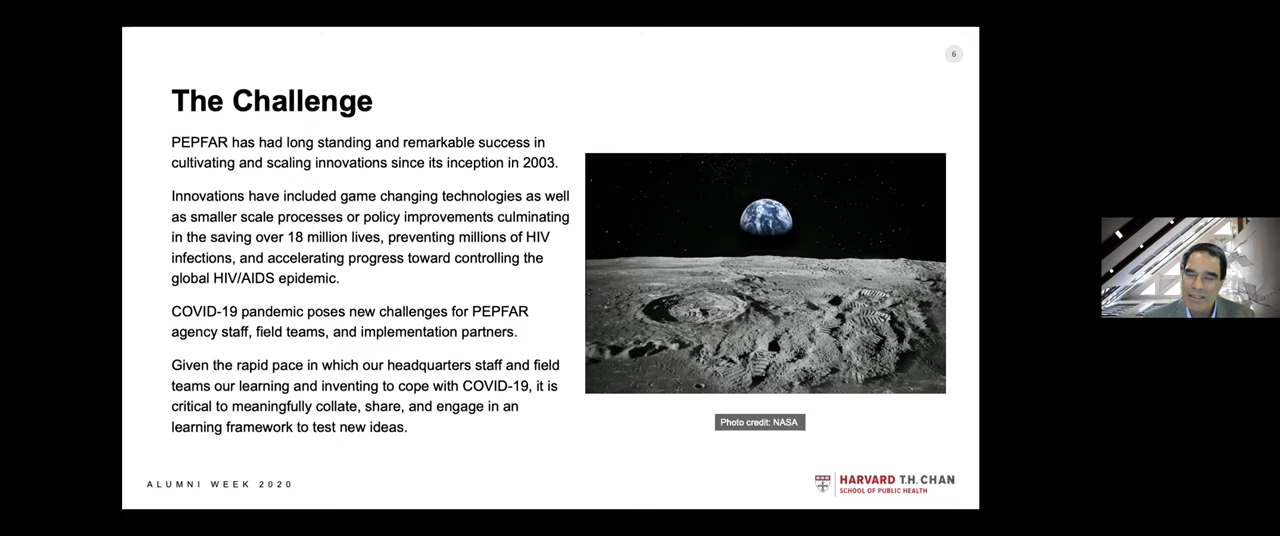 6
The Challenge
PEPFAR has had long standing and remarkable success in
cultivating and scaling innovations since its inception in 2003.
Innovations have included game changing technologies as well
as smaller scale processes or policy improvements culminating
in the saving over 18 million lives, preventing millions of HIV
infections, and accelerating progress toward controlling the
global HIV/AIDS epidemic.
COVID-19 pandemic poses new challenges for PEPFAR
agency staff, field teams, and implementation partners.
Given the rapid pace in which our headquarters staff and field
teams our learning and inventing to cope with COVID-19, it is
critical to meaningfully collate, share, and engage in an
learning framework to test new ideas.
Photo credit: NASA
ALUMNI WEEK 2020
HARVARD T.H. CHAN
SCHOOL OF PUBLIC HEALTH